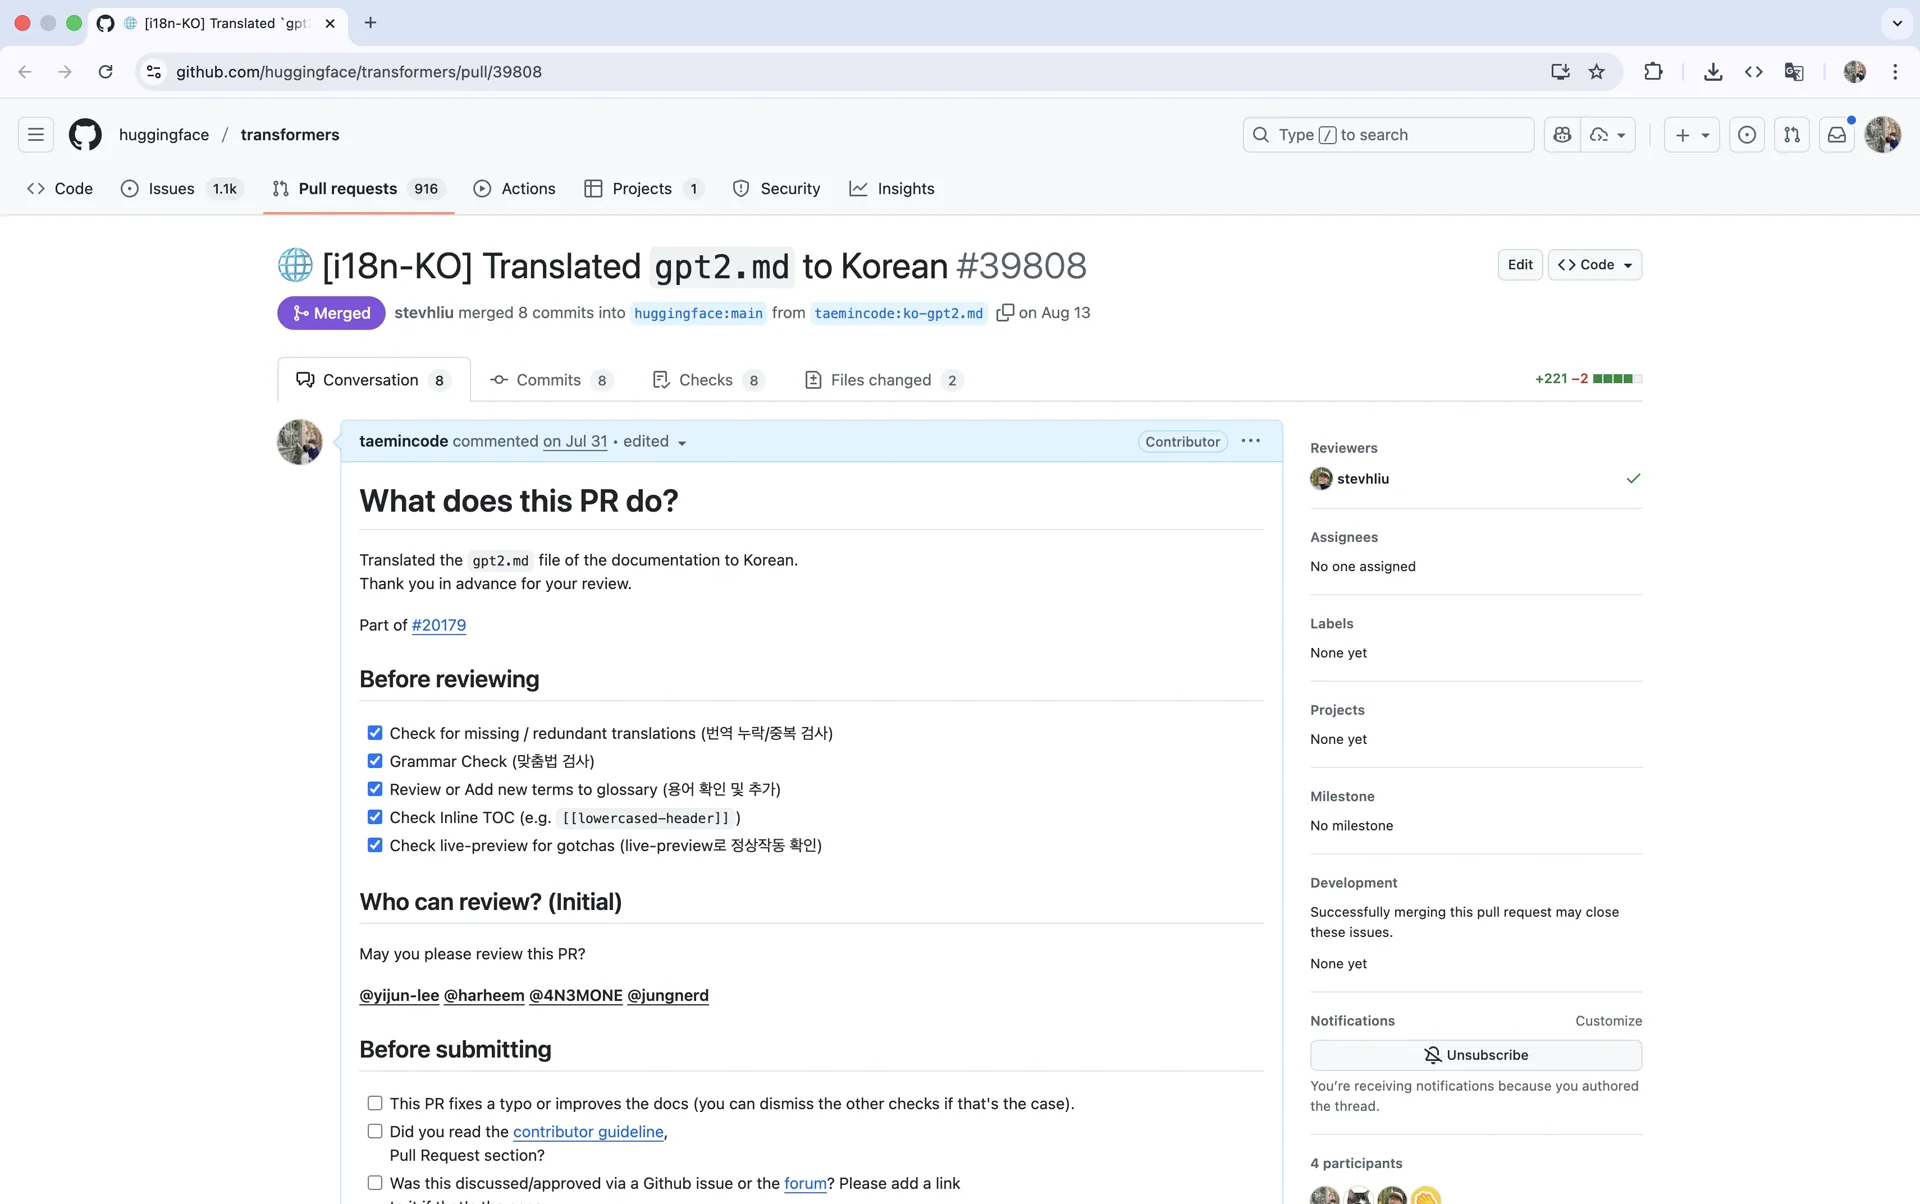 [i18n-KO] Translated `gpt2
github.com/huggingface/transformers/pull/39808
huggingface / transformers
Type / to search
Code
Issues 1.1k
Pull requests 916
Actions
Projects 1
Security
Insights
[i18n-KO] Translated gpt2.md to Korean #39808
Edit
Code
Merged
stevhliu merged 8 commits into huggingface:main from taemincode:ko-gpt2.md on Aug 13
Conversation 8
Commits 8
Checks 8
Files changed 2
+221 −2
taemincode commented on Jul 31 • edited
Contributor
What does this PR do?
Translated the gpt2.md file of the documentation to Korean.
Thank you in advance for your review.
Part of #20179
Before reviewing
Check for missing / redundant translations (번역 누락/중복 검사)
Grammar Check (맞춤법 검사)
Review or Add new terms to glossary (용어 확인 및 추가)
Check Inline TOC (e.g. [[lowercased-header]] )
Check live-preview for gotchas (live-preview로 정상작동 확인)
Who can review? (Initial)
May you please review this PR?
@yijun-lee @harheem @4N3MONE @jungnerd
Before submitting
This PR fixes a typo or improves the docs (you can dismiss the other checks if that's the case).
Did you read the contributor guideline,
Pull Request section?
Was this discussed/approved via a Github issue or the forum? Please add a link
Reviewers
stevhliu
Assignees
No one assigned
Labels
None yet
Projects
None yet
Milestone
No milestone
Development
Successfully merging this pull request may close
these issues.
None yet
Notifications
Customize
Unsubscribe
You're receiving notifications because you authored
the thread.
4 participants